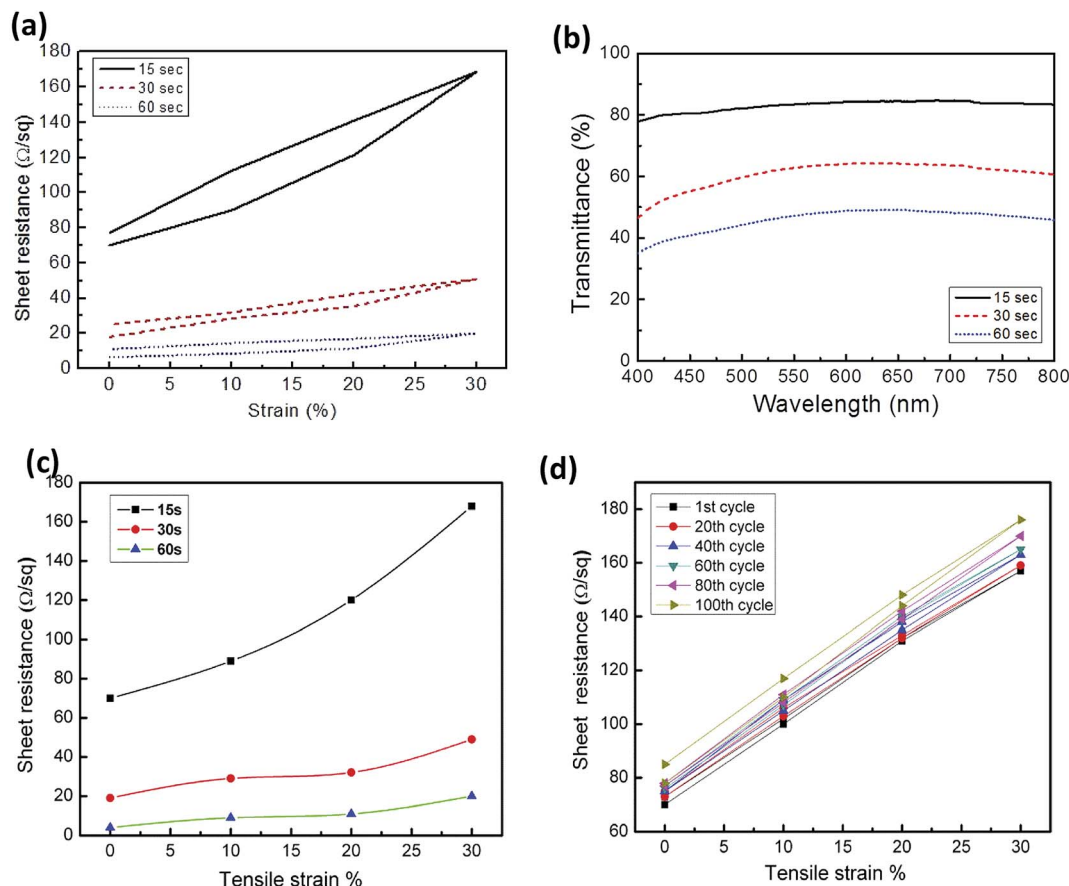 (a)
180
160
140
120
100
80
60
40
20
0
Sheet resistance (Ω/sq)
15 sec
30 sec
60 sec
0 5 10 15 20 25 30
Strain (%)
(b)
100
80
60
40
20
0
Transmittance (%)
15 sec
30 sec
60 sec
400 450 500 550 600 650 700 750 800
Wavelength (nm)
(c)
180
160
140
120
100
80
60
40
20
0
Sheet resistance (Ω/sq)
15s
30s
60s
0 5 10 15 20 25 30
Tensile strain %
(d)
180
160
140
120
100
80
60
Sheet resistance (Ω/sq)
1st cycle
20th cycle
40th cycle
60th cycle
80th cycle
100th cycle
0 5 10 15 20 25 30
Tensile strain %